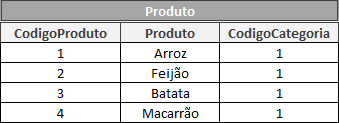 Produto
CodigoProduto Produto CodigoCategoria
1 Arroz 1
2 Feijão 1
3 Batata 1
4 Macarrão 1